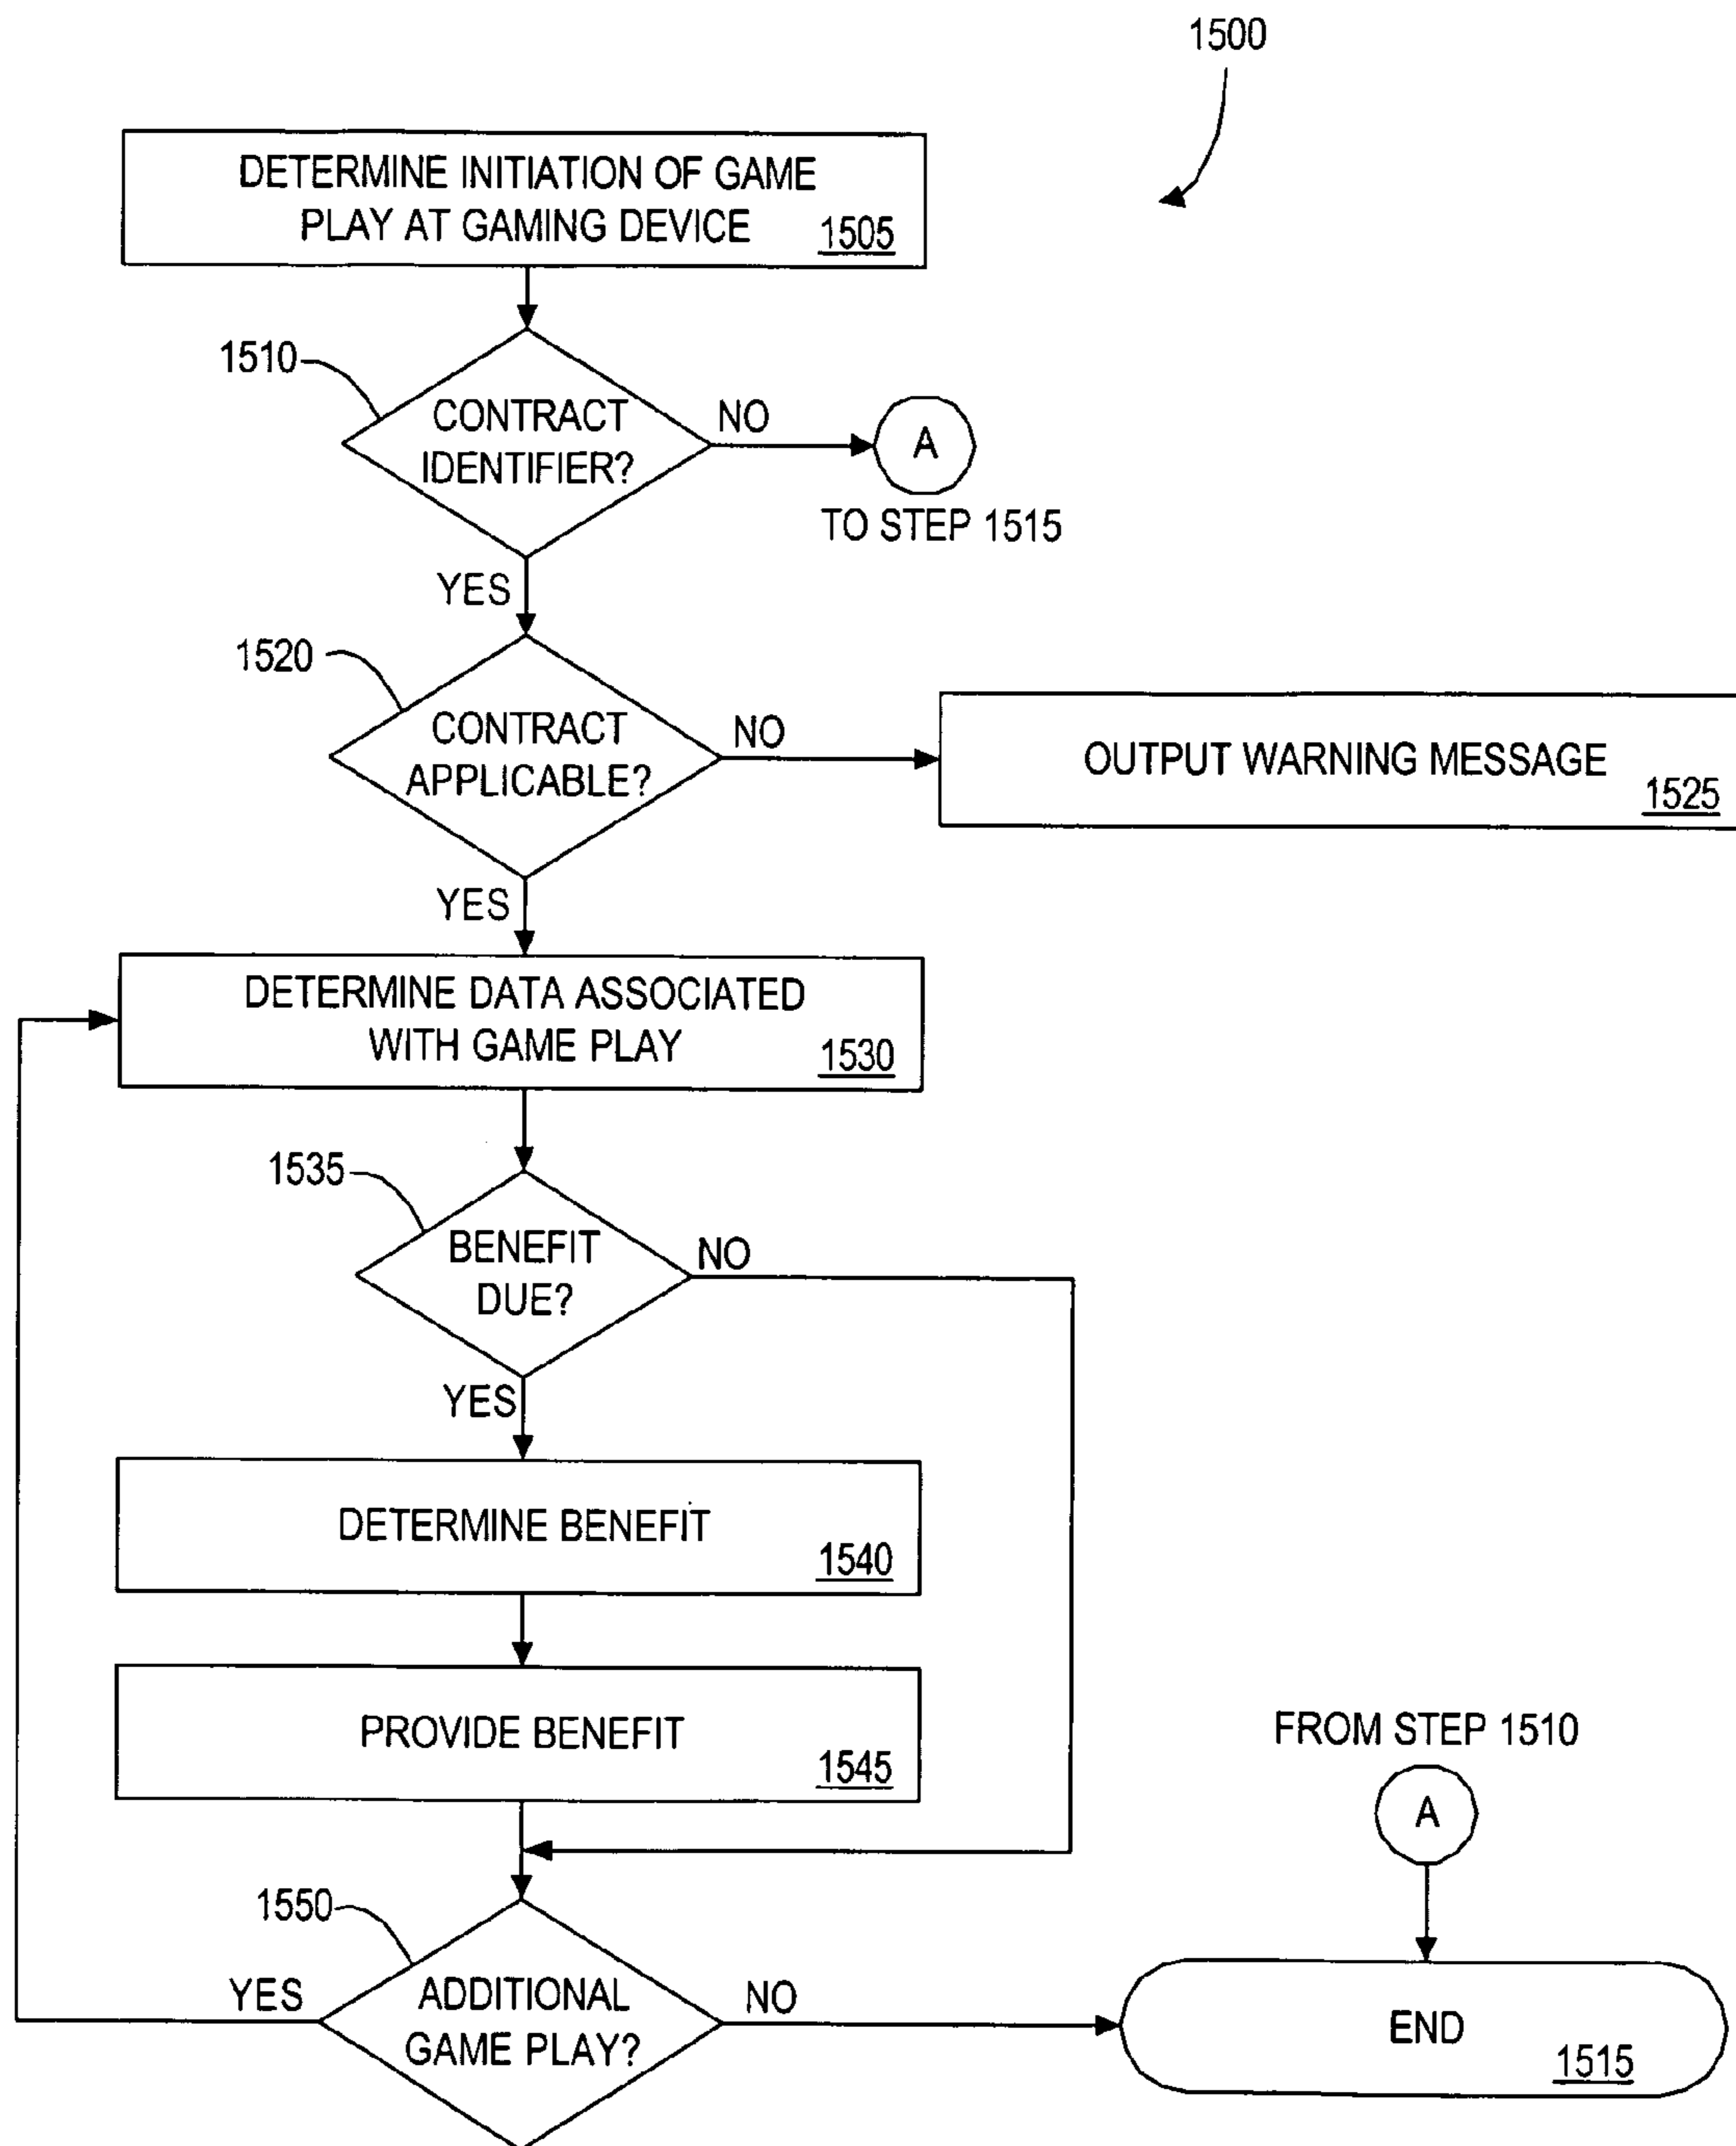 1500
DETERMINE INITIATION OF GAME
PLAY AT GAMING DEVICE
1505
1510
CONTRACT
IDENTIFIER?
NO
A
TO STEP 1515
YES
1520
CONTRACT
APPLICABLE?
NO
OUTPUT WARNING MESSAGE
1525
YES
DETERMINE DATA ASSOCIATED
WITH GAME PLAY
1530
1535
BENEFIT
DUE?
NO
YES
DETERMINE BENEFIT
1540
PROVIDE BENEFIT
1545
FROM STEP 1510
A
1550
YES
ADDITIONAL
GAME PLAY?
NO
END
1515